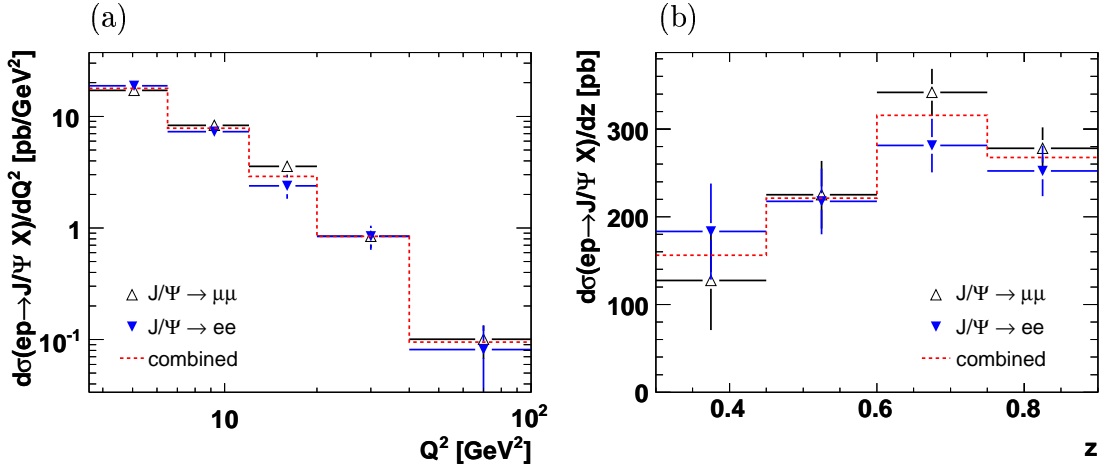 (a)
dσ(ep→J/Ψ X)/dQ² [pb/GeV²]
10
1
10⁻¹
J/Ψ → μμ
J/Ψ → ee
combined
10
10²
Q² [GeV²]
(b)
dσ(ep→J/Ψ X)/dz [pb]
300
200
100
0
J/Ψ → μμ
J/Ψ → ee
combined
0.4
0.6
0.8
z